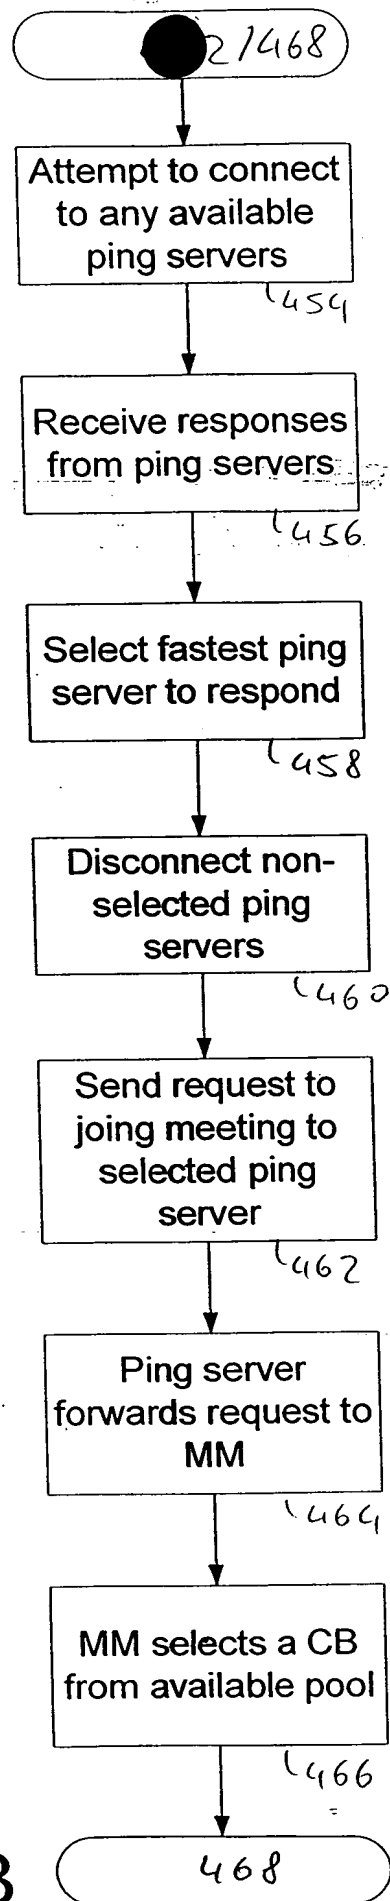 2/468
Attempt to connect
to any available
ping servers
454
Receive responses
from ping servers
456
Select fastest ping
server to respond
458
Disconnect non-
selected ping
servers
460
Send request to
joing meeting to
selected ping
server
462
Ping server
forwards request to
MM
464
MM selects a CB
from available pool
466
468